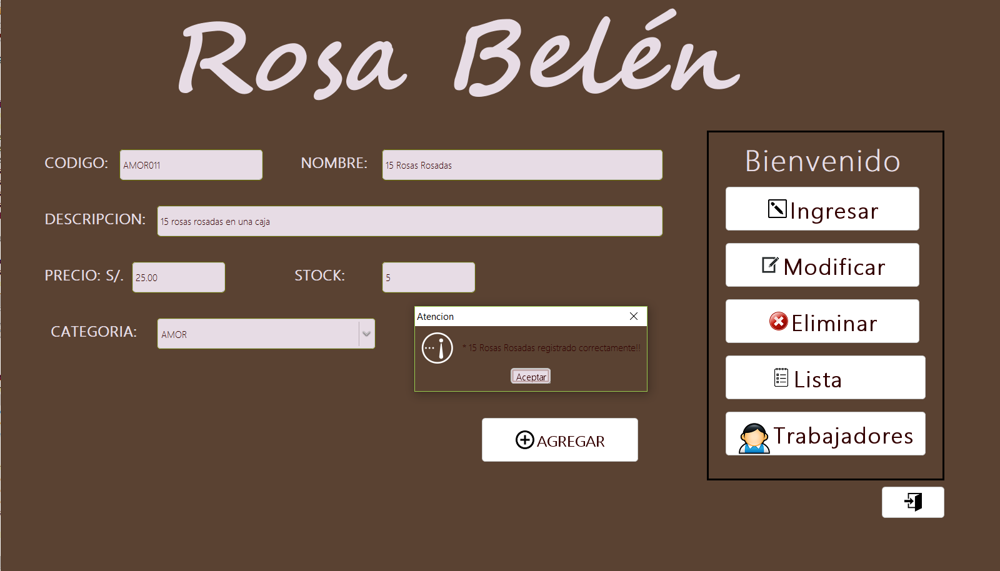 Rosa Belén
CODIGO: AMOR011 NOMBRE: 15 Rosas Rosadas
DESCRIPCION: 15 rosas rosadas en una caja
PRECIO: S/. 25.00 STOCK: 5
CATEGORIA: AMOR
Atencion
* 15 Rosas Rosadas registrado correctamente!!
Aceptar
AGREGAR
Bienvenido
Ingresar
Modificar
Eliminar
Lista
Trabajadores